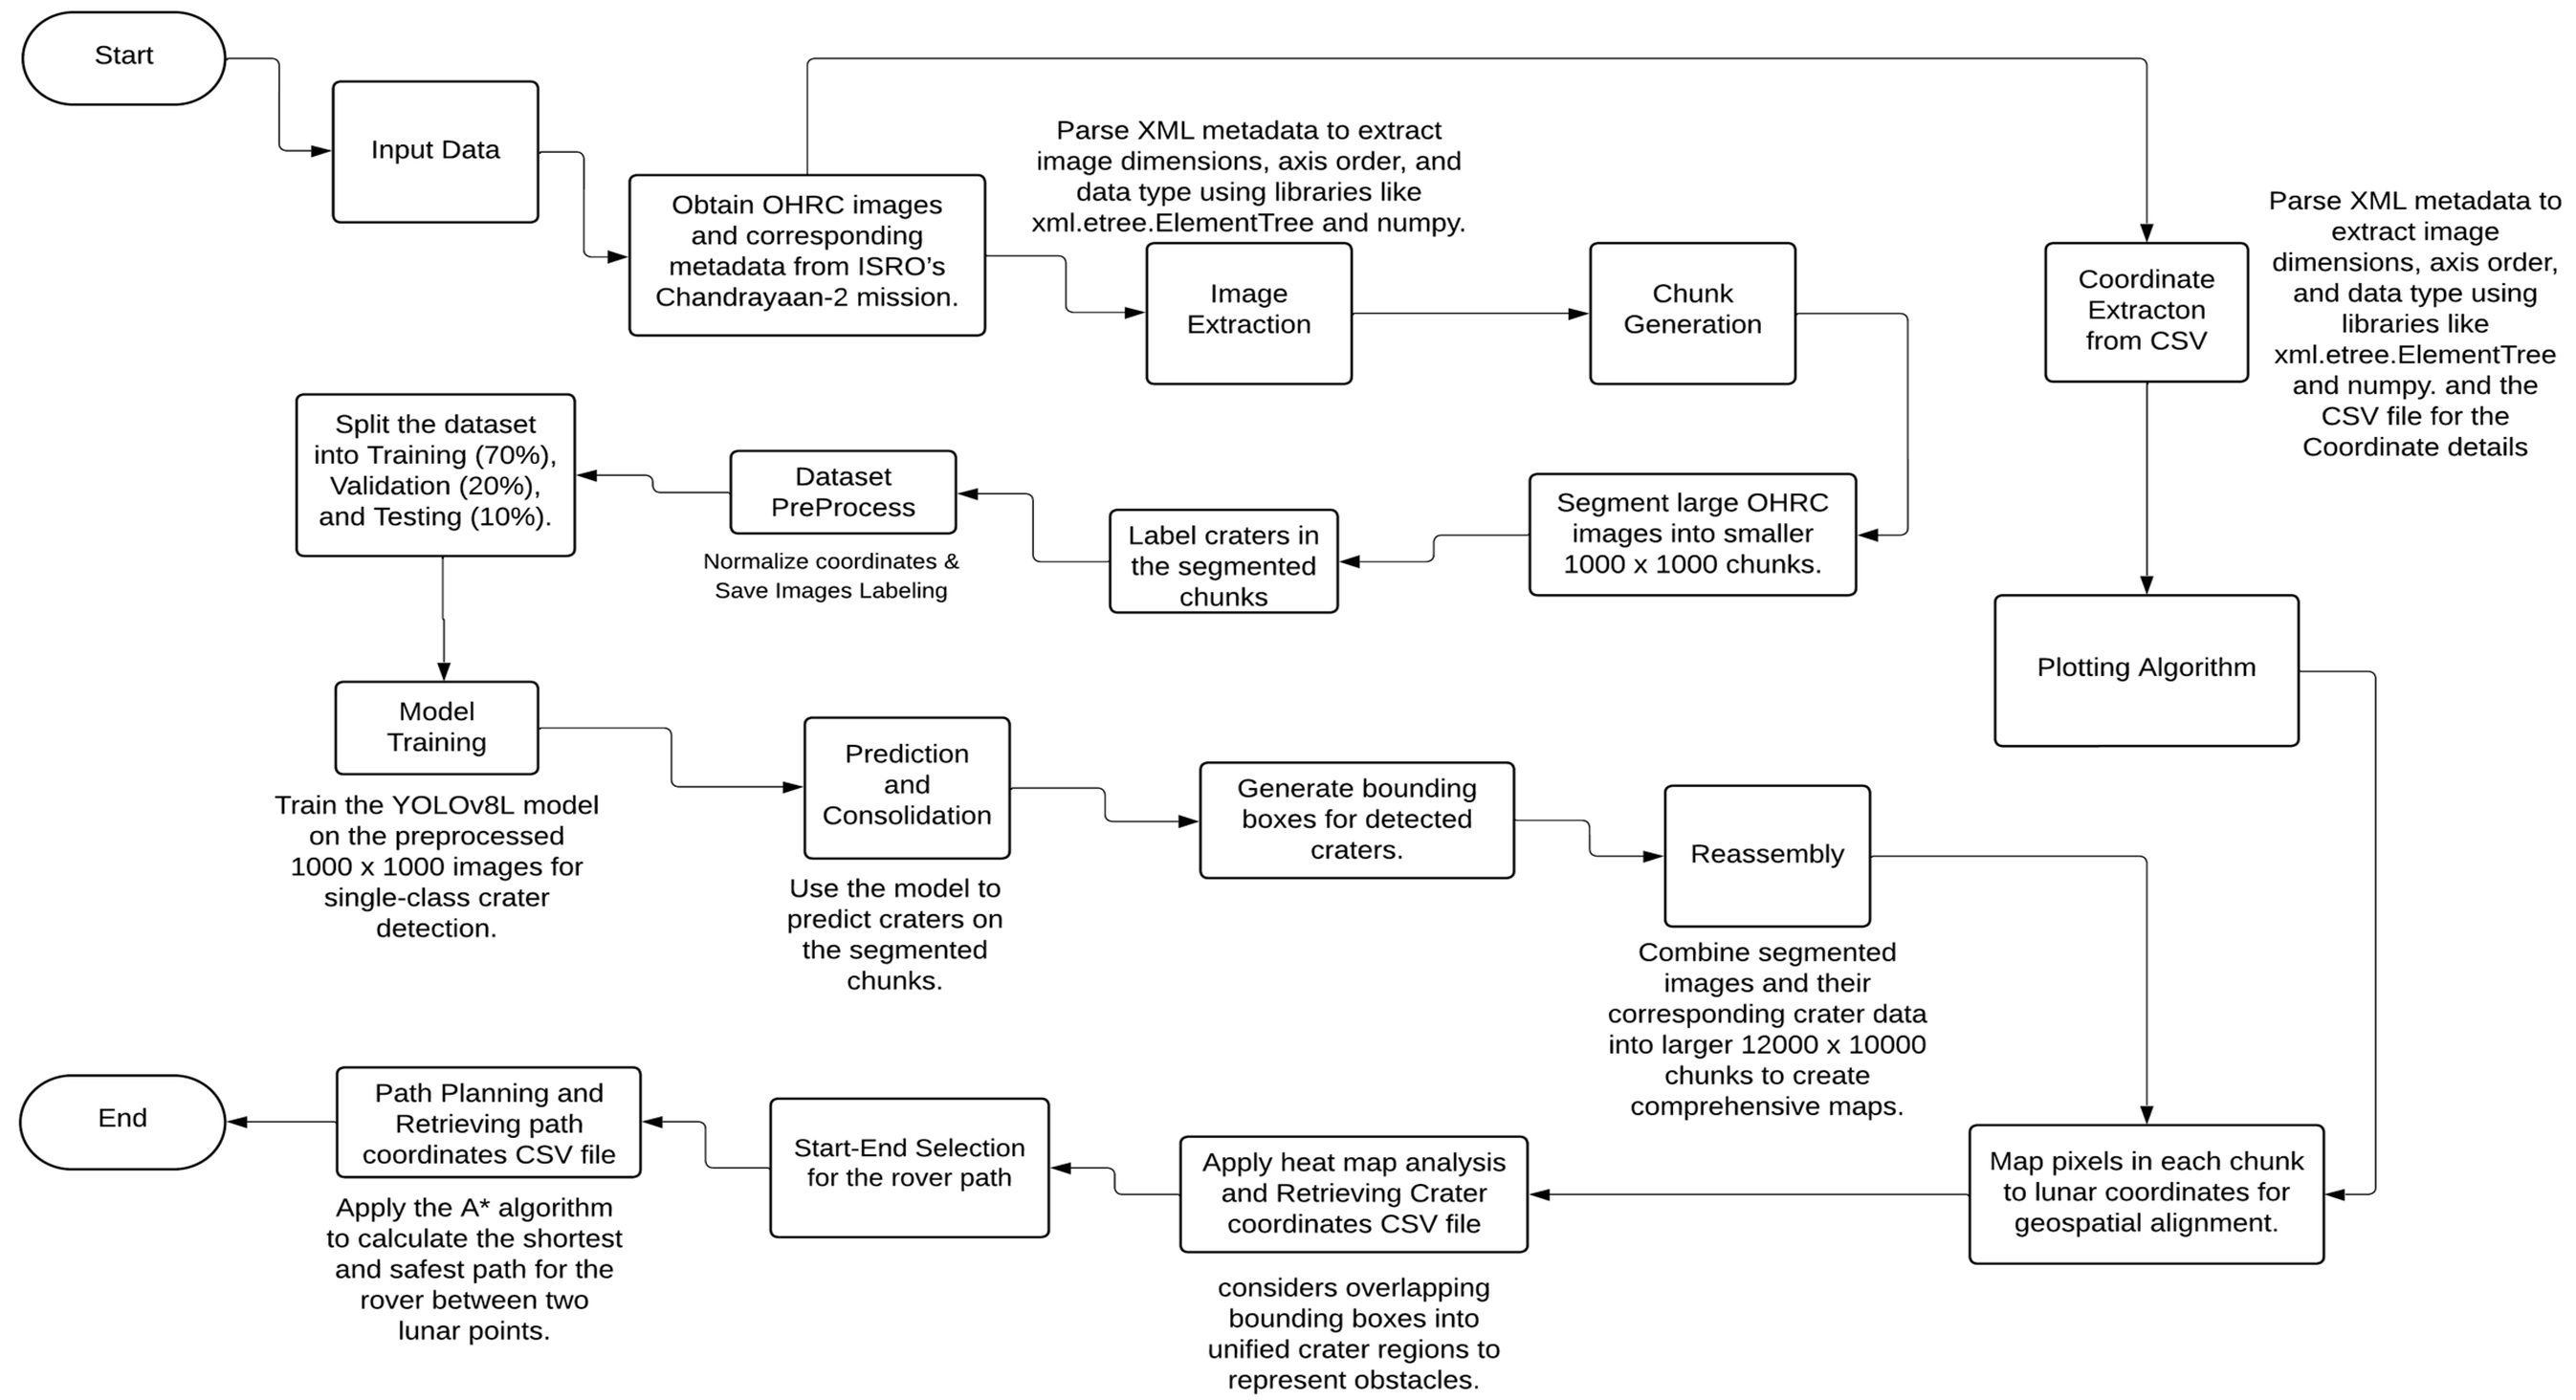 Start
Input Data
Obtain OHRC images
and corresponding
metadata from ISRO’s
Chandrayaan-2 mission.
Parse XML metadata to extract
image dimensions, axis order, and
data type using libraries like
xml.etree.ElementTree and numpy.
Image
Extraction
Chunk
Generation
Coordinate
Extracton
from CSV
Parse XML metadata to
extract image
dimensions, axis order,
and data type using
libraries like
xml.etree.ElementTree
and numpy. and the
CSV file for the
Coordinate details
Segment large OHRC
images into smaller
1000 x 1000 chunks.
Label craters in
the segmented
chunks
Dataset
PreProcess
Normalize coordinates &
Save Images Labeling
Split the dataset
into Training (70%),
Validation (20%),
and Testing (10%).
Plotting Algorithm
Model
Training
Train the YOLOv8L model
on the preprocessed
1000 x 1000 images for
single-class crater
detection.
Prediction
and
Consolidation
Use the model to
predict craters on
the segmented
chunks.
Generate bounding
boxes for detected
craters.
Reassembly
Combine segmented
images and their
corresponding crater data
into larger 12000 x 10000
chunks to create
comprehensive maps.
Map pixels in each chunk
to lunar coordinates for
geospatial alignment.
Apply heat map analysis
and Retrieving Crater
coordinates CSV file
considers overlapping
bounding boxes into
unified crater regions to
represent obstacles.
Start-End Selection
for the rover path
Path Planning and
Retrieving path
coordinates CSV file
Apply the A* algorithm
to calculate the shortest
and safest path for the
rover between two
lunar points.
End